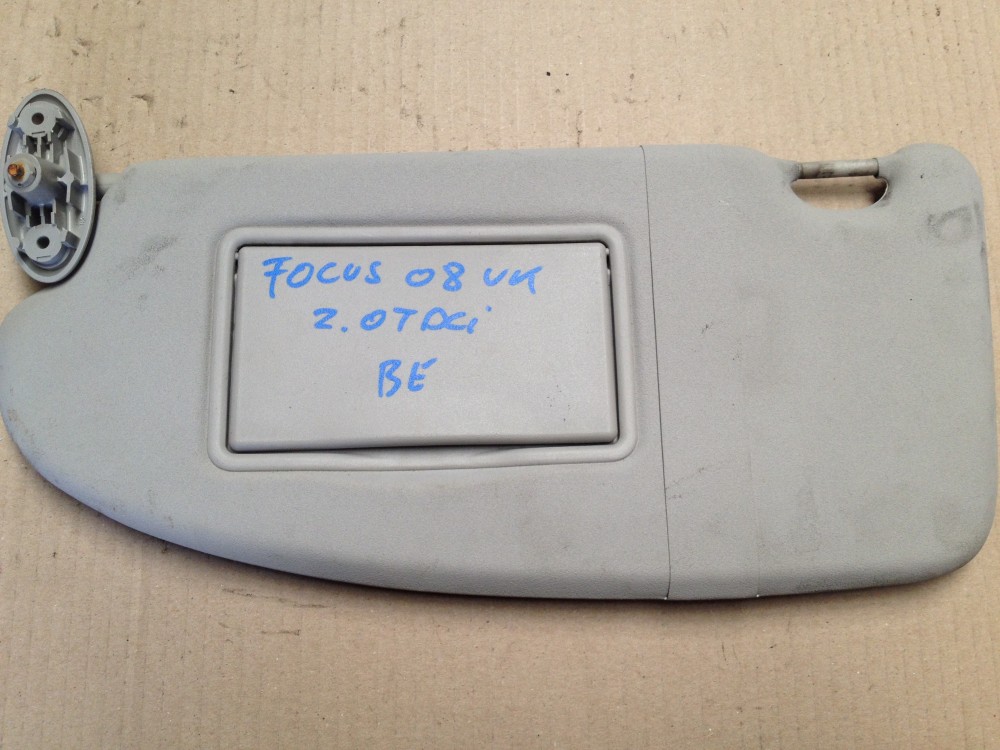 FOCUS 08 UK
2.0TDCi
BE